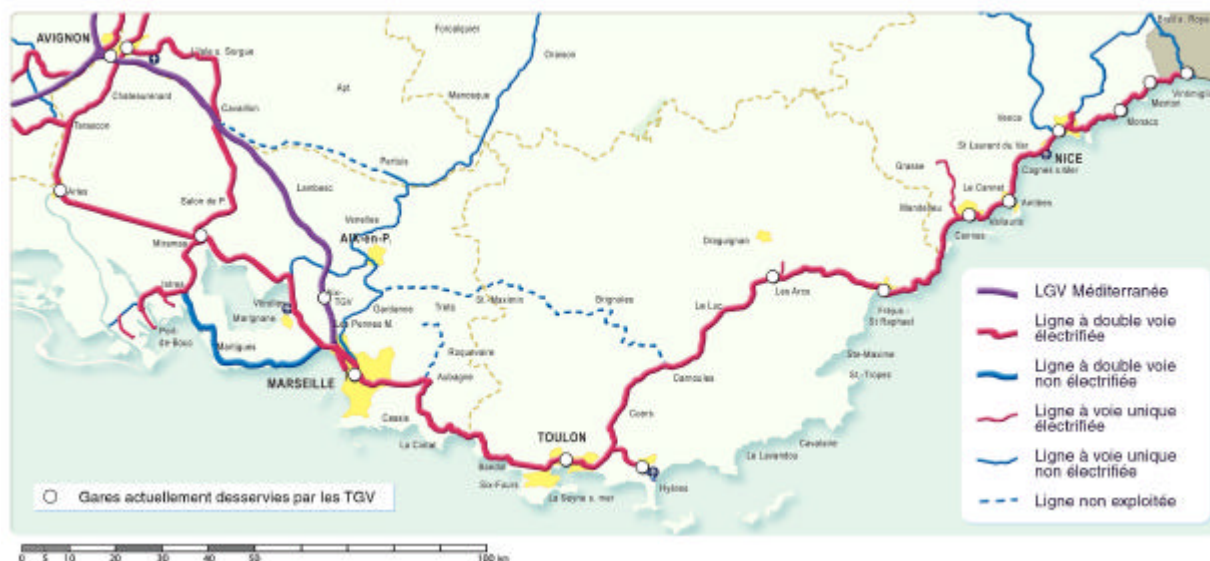 AVIGNON
L'Isle s. Sorgue
Forcalquier
Oraison
Breil s. Roya
Châteaurenard
Apt
Manosque
Cavaillon
Tarascon
Vintimiglia
Menton
Monaco
Vence
St Laurent du Var
NICE
Cagnes s.Mer
Grasse
Pertuis
Arles
Lambesc
Salon de P.
Venelles
Le Cannet
Mandelieu
Antibes
Vallauris
Cannes
Miramas
AIX-en-P.
Draguignan
Istres
Vitrolles
Aix-
TGV
Gardanne
Trets
St.-Maximin
Brignoles
Le Luc
Les Arcs
Fréjus -
St Raphael
Marignane
Les Pennes M.
Port
de-Bouc
Martigues
Roquevaire
MARSEILLE
Aubagne
Carnoules
Ste-Maxime
St.-Tropez
Cassis
Cuers
La Ciotat
TOULON
Cavalaire
Le Lavandou
Bandol
Six-Fours
La Seyne s. mer
Hyères
LGV Méditerranée
Ligne à double voie
électrifiée
Ligne à double voie
non électrifiée
Ligne à voie unique
électrifiée
Ligne à voie unique
non électrifiée
Ligne non exploitée
Gares actuellement desservies par les TGV
0 5 10 20 30 40 50 100 km